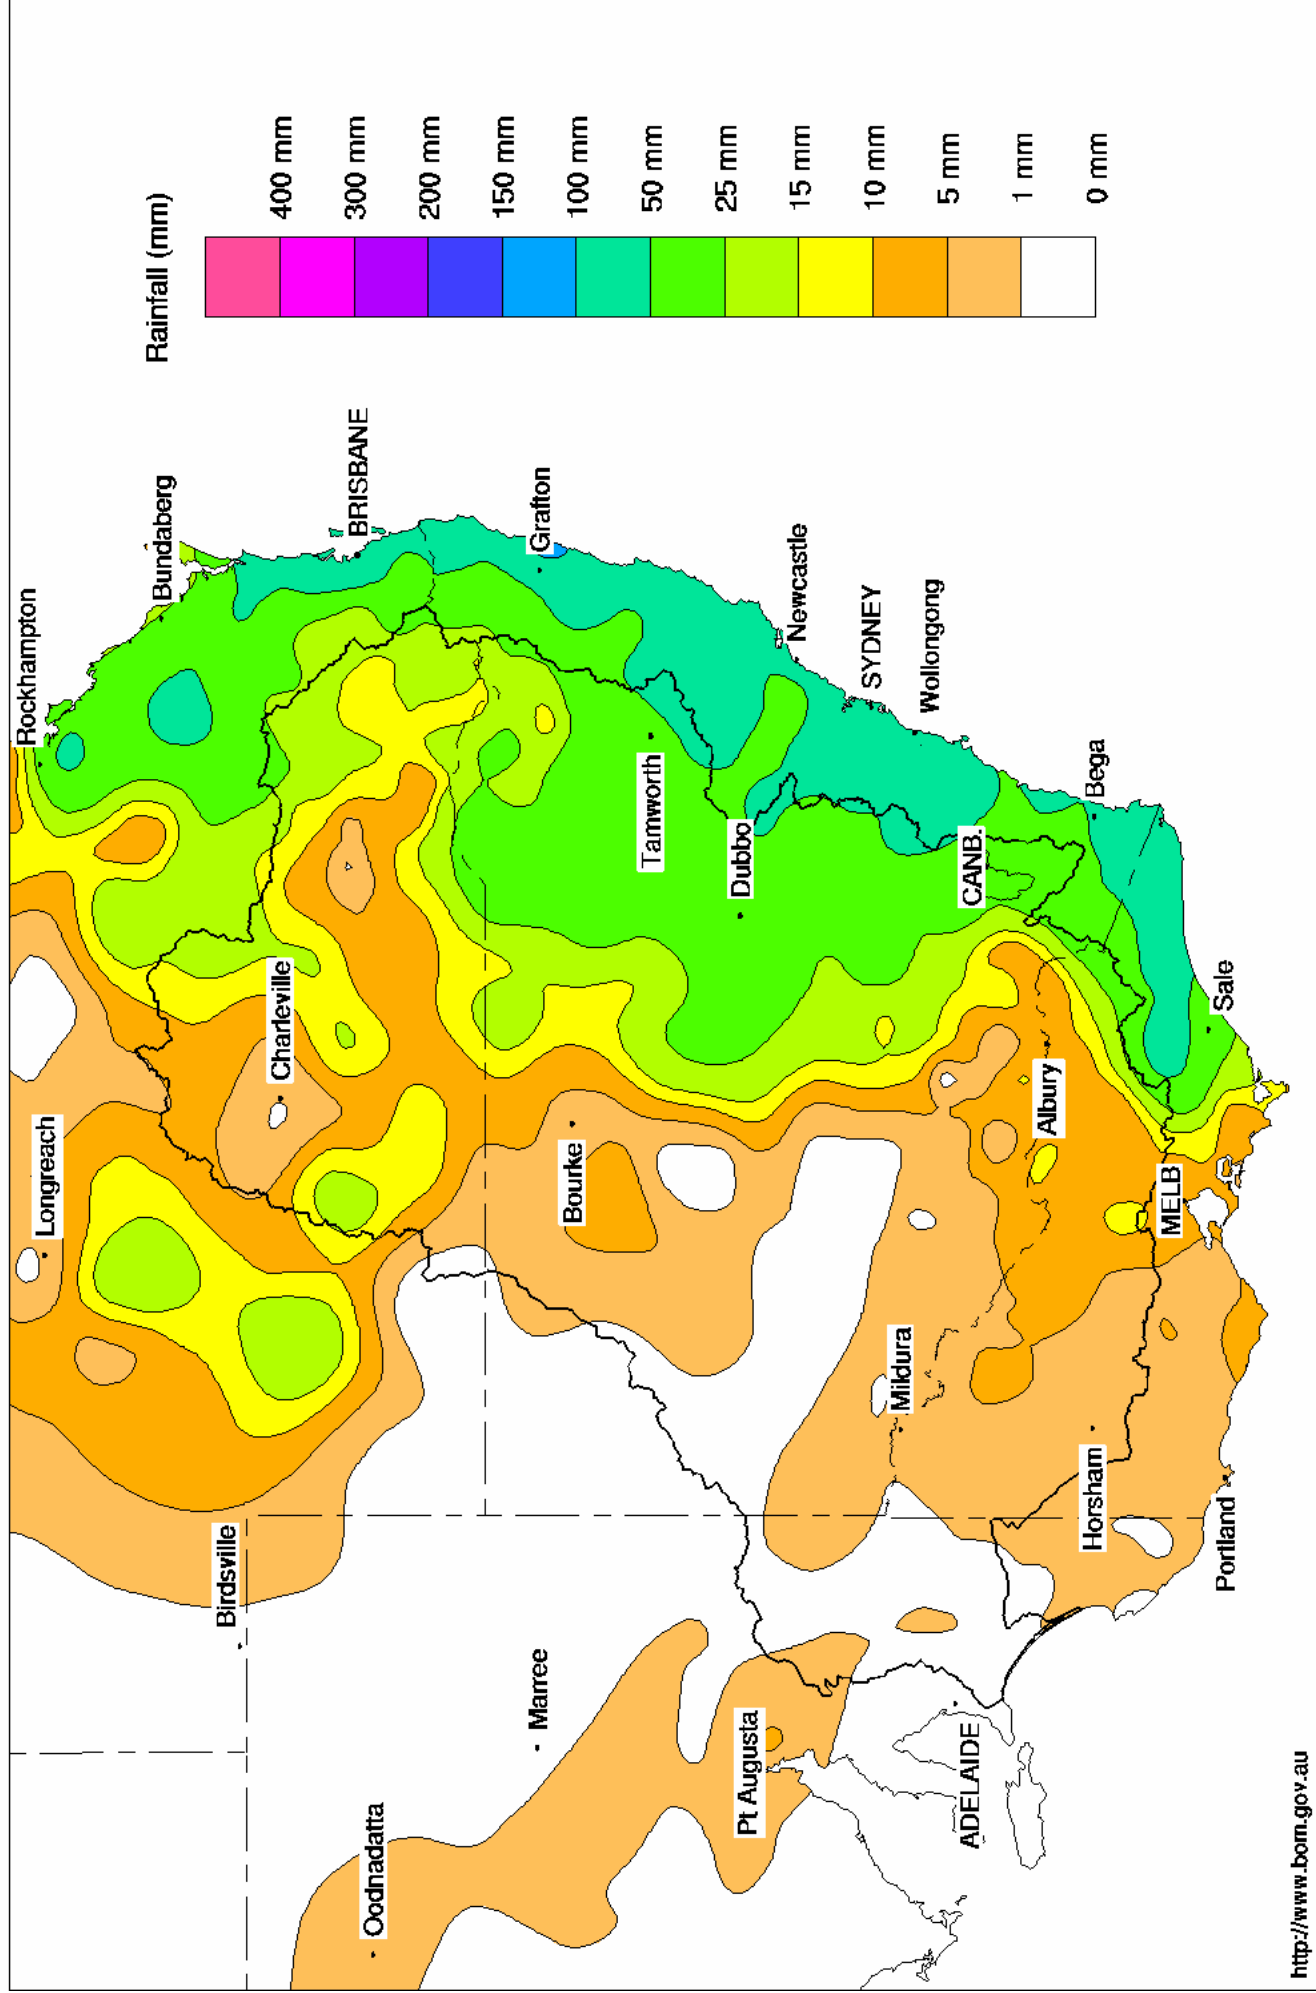 Rockhampton
Bundaberg
BRISBANE
Grafton
Newcastle
SYDNEY
Wollongong
Bega
Sale
Longreach
Charleville
Tamworth
Dubbo
CANB.
Bourke
Albury
MELB
Mildura
Horsham
Portland
Birdsville
Marree
Oodnadatta
Pt Augusta
ADELAIDE
Rainfall (mm)
400 mm
300 mm
200 mm
150 mm
100 mm
50 mm
25 mm
15 mm
10 mm
5 mm
1 mm
0 mm
http://www.bom.gov.au